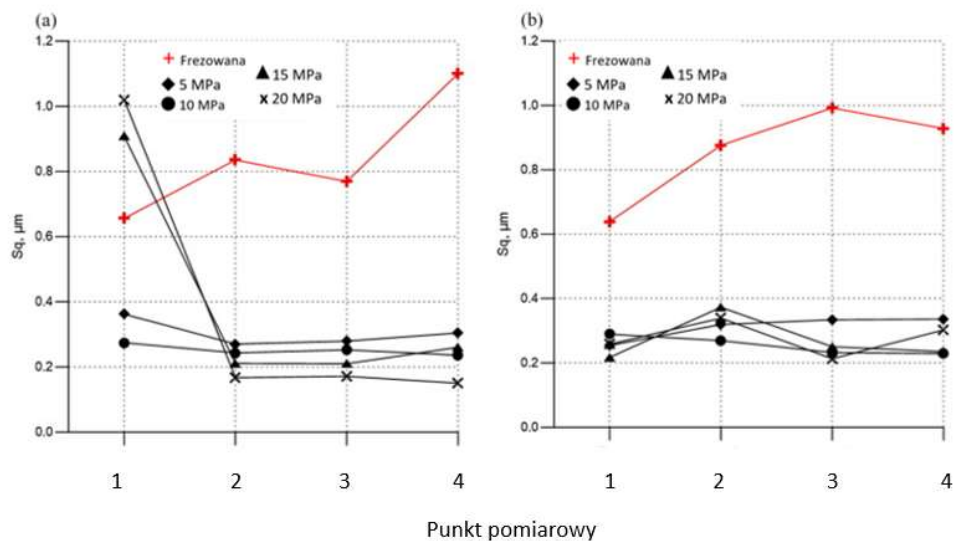 (a)
1.2
1.0
0.8
0.6
0.4
0.2
0.0
Sq, μm
Frezowana
5 MPa
10 MPa
15 MPa
20 MPa
1 2 3 4
(b)
1.2
1.0
0.8
0.6
0.4
0.2
0.0
Sq, μm
Frezowana
5 MPa
10 MPa
15 MPa
20 MPa
1 2 3 4
Punkt pomiarowy